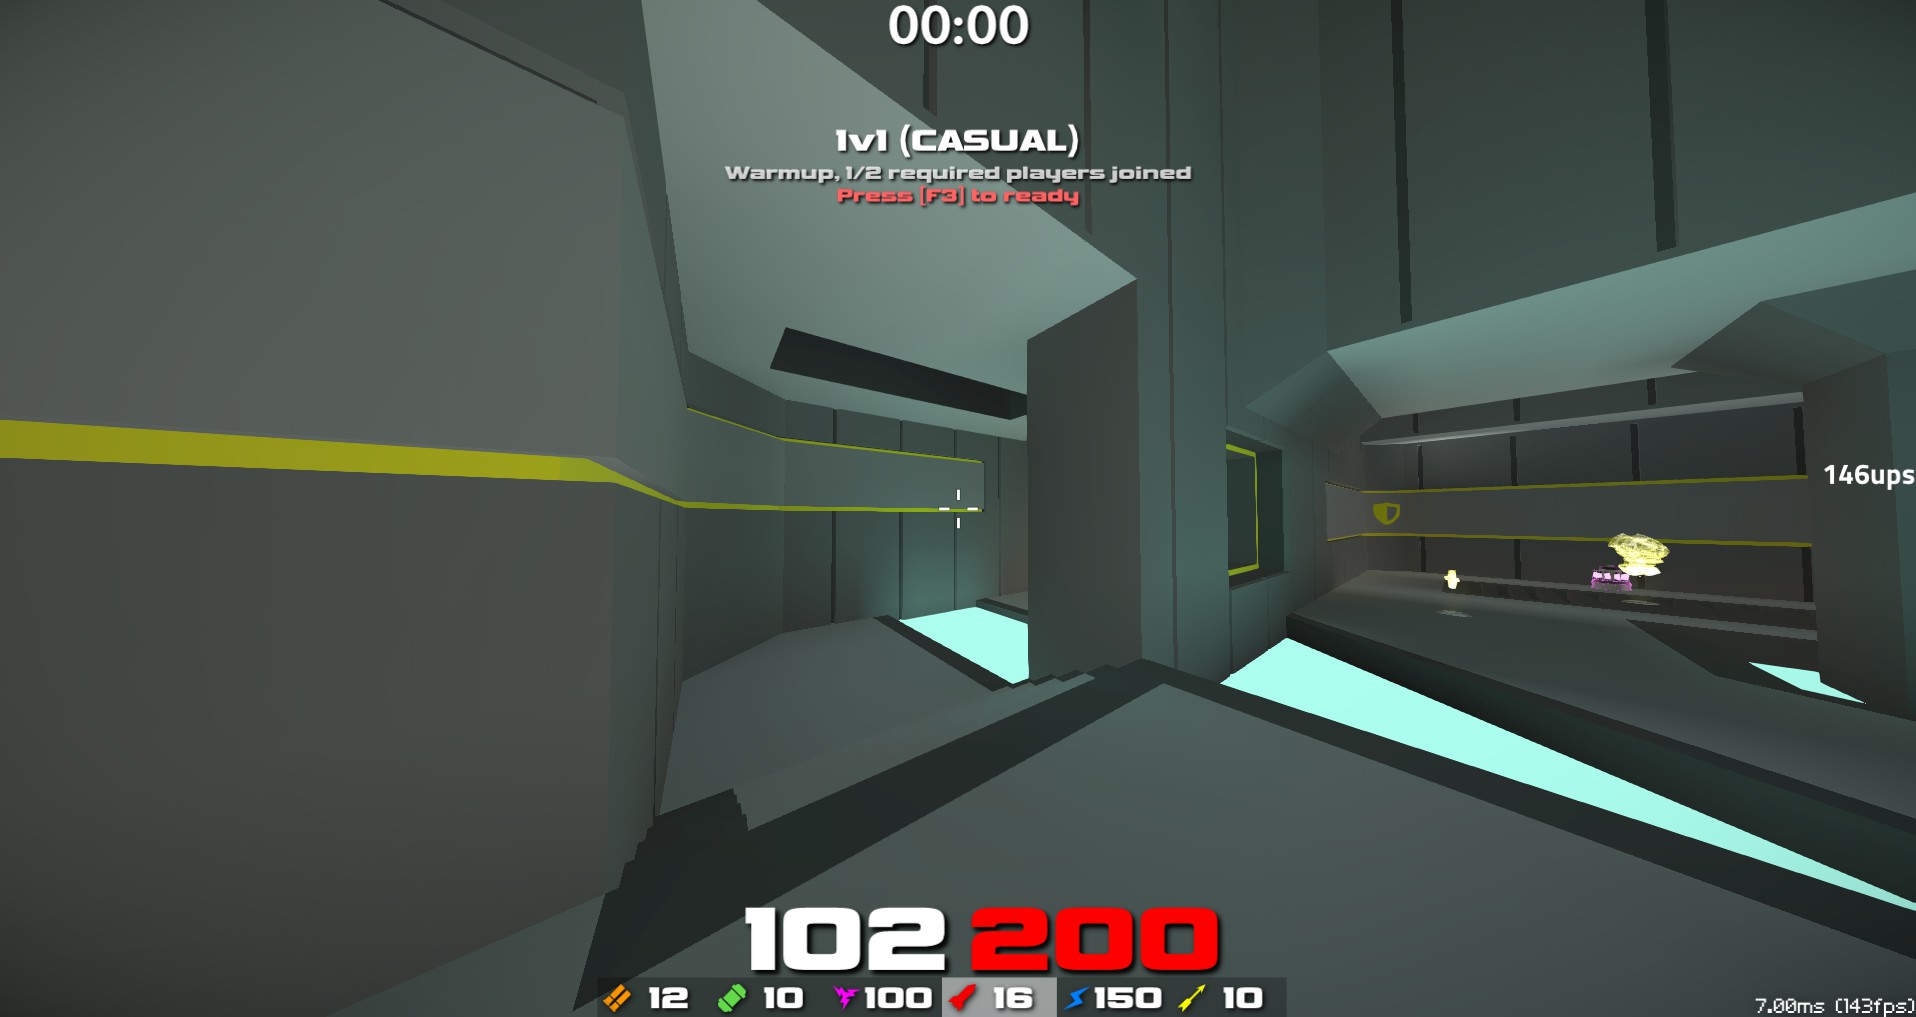 00:00
1v1 (CASUAL)
Warmup, 1/2 required players joined
Press [F3] to ready
146ups
102 200
12 10 100 16 150 10
7.00ms (143fps)